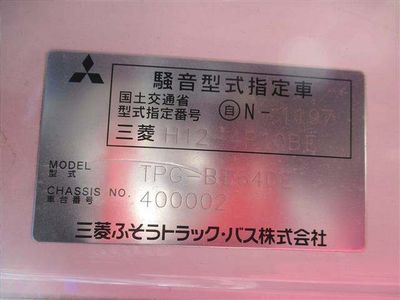 騒音型式指定車
国土交通省
型式指定番号 自 N-
三菱
MODEL
型式
CHASSIS NO. 400002
車台番号
三菱ふそうトラック・バス株式会社